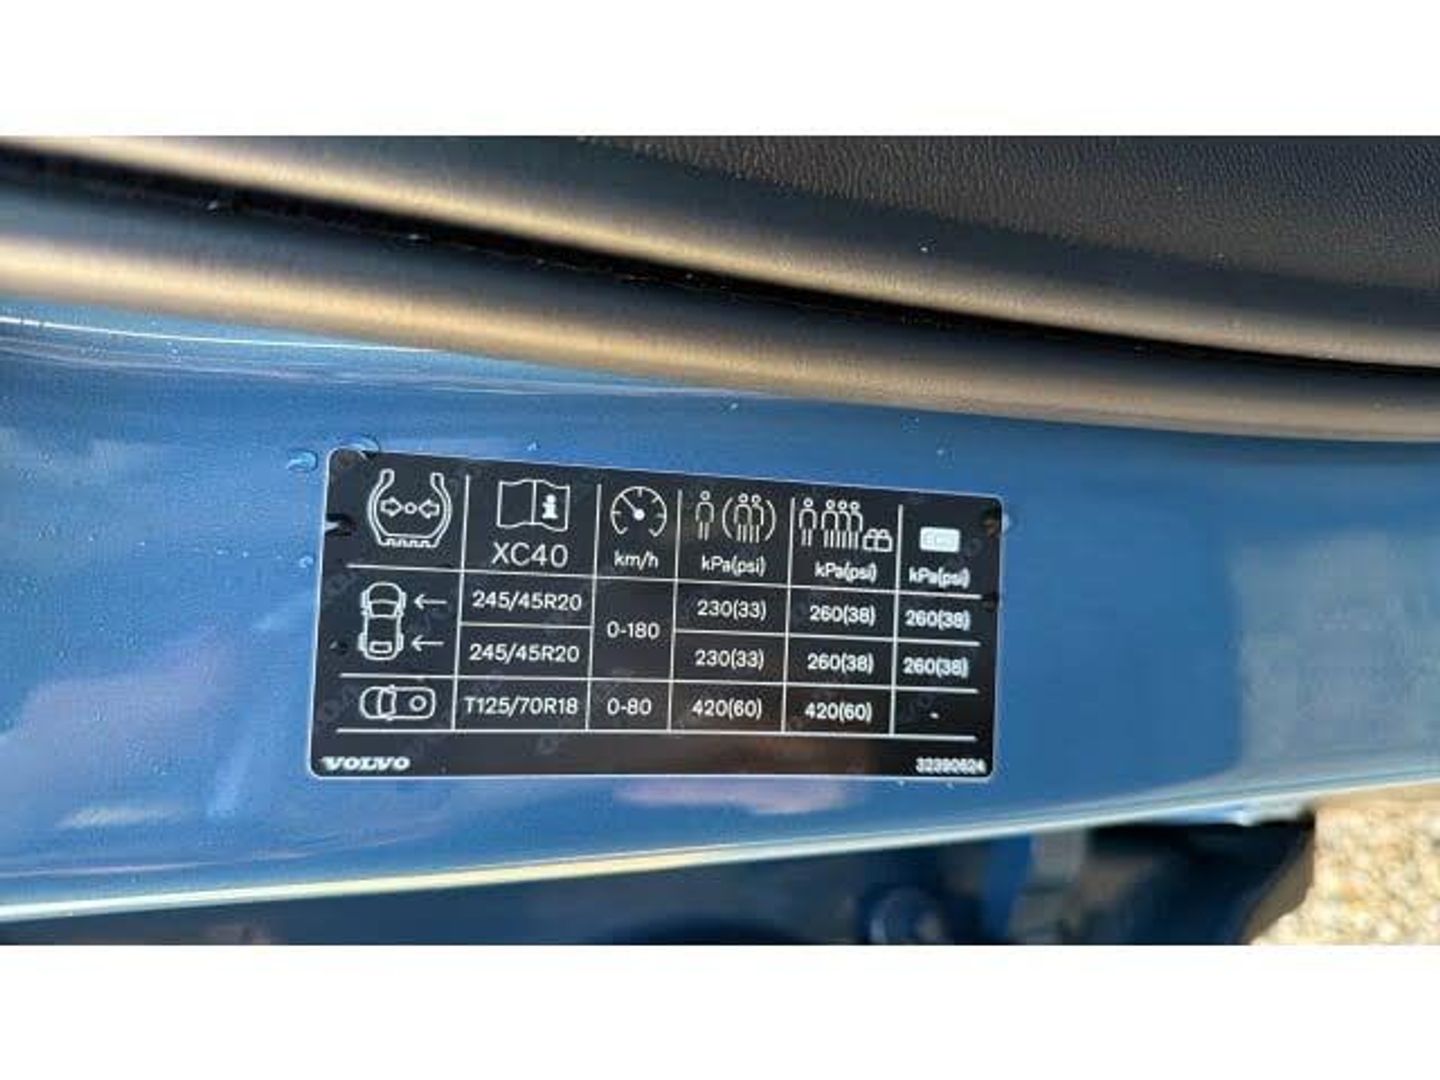 XC40 km/h kPa(psi) kPa(psi) ECO kPa(psi)
245/45R20 0-180 230(33) 260(38) 260(38)
245/45R20 230(33) 260(38) 260(38)
T125/70R18 0-80 420(60) 420(60) -
VOLVO 32390624